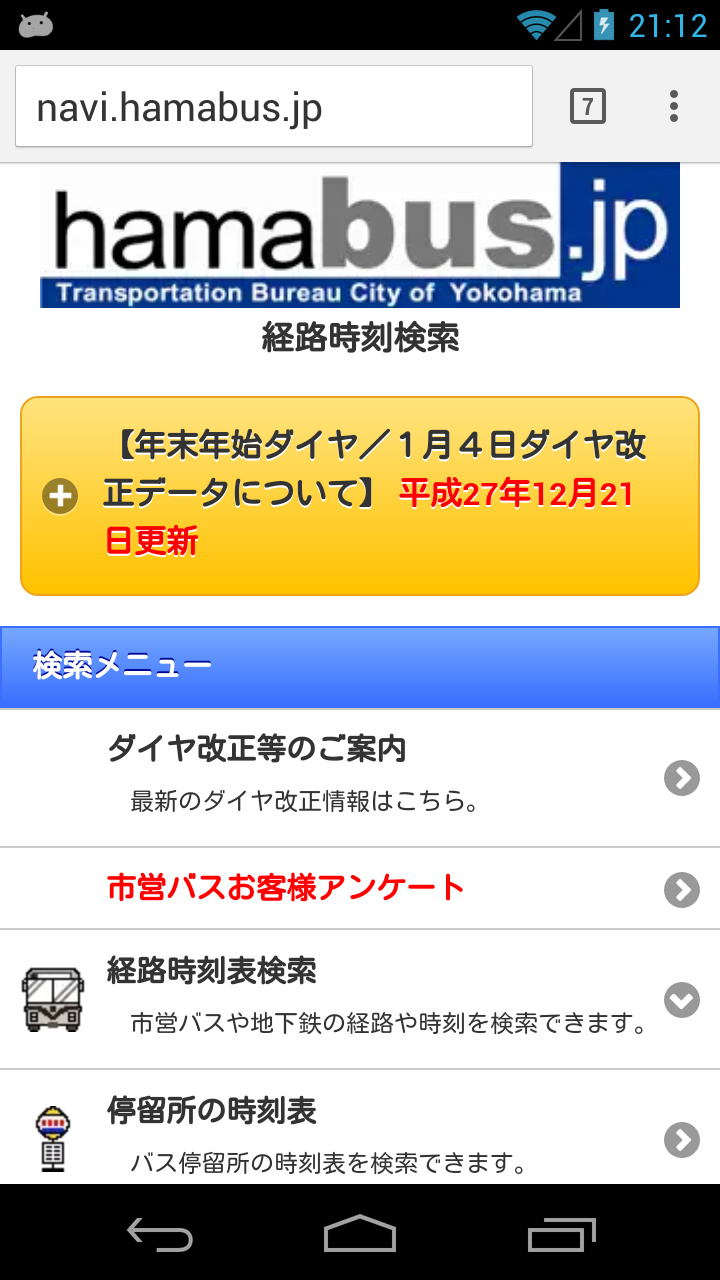 21:12
navi.hamabus.jp
7
hamabus.jp
Transportation Bureau City of Yokohama
経路時刻検索
【年末年始ダイヤ／１月４日ダイヤ改
正データについて】 平成27年12月21
日更新
検索メニュー
ダイヤ改正等のご案内
最新のダイヤ改正情報はこちら。
市営バスお客様アンケート
経路時刻表検索
市営バスや地下鉄の経路や時刻を検索できます。
停留所の時刻表
バス停留所の時刻表を検索できます。